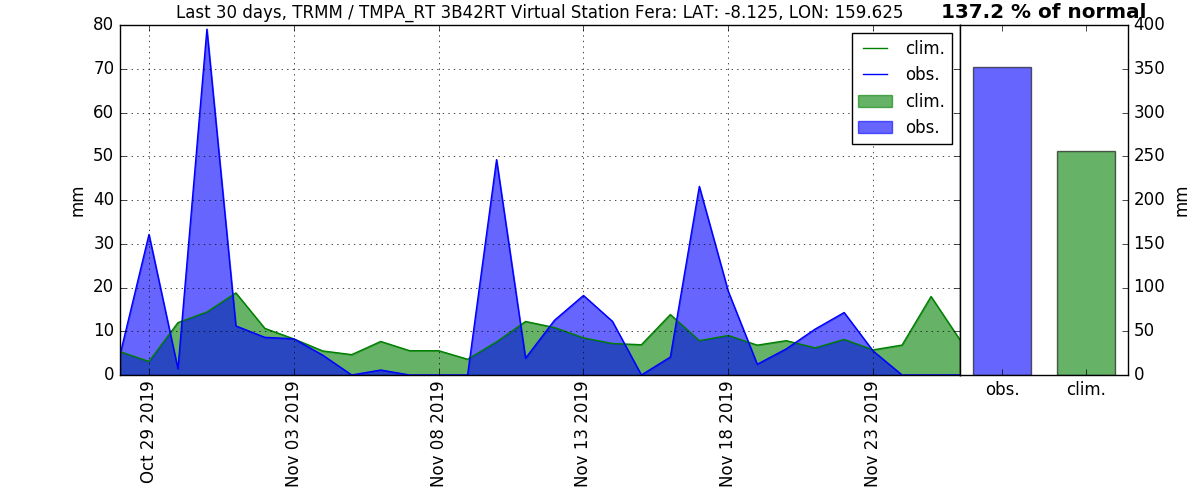 Last 30 days, TRMM / TMPA_RT 3B42RT Virtual Station Fera: LAT: -8.125, LON: 159.625
137.2 % of normal
80
70
60
50
40
30
20
10
0
mm
clim.
obs.
clim.
obs.
Oct 29 2019
Nov 03 2019
Nov 08 2019
Nov 13 2019
Nov 18 2019
Nov 23 2019
400
350
300
250
200
150
100
50
0
mm
obs.
clim.